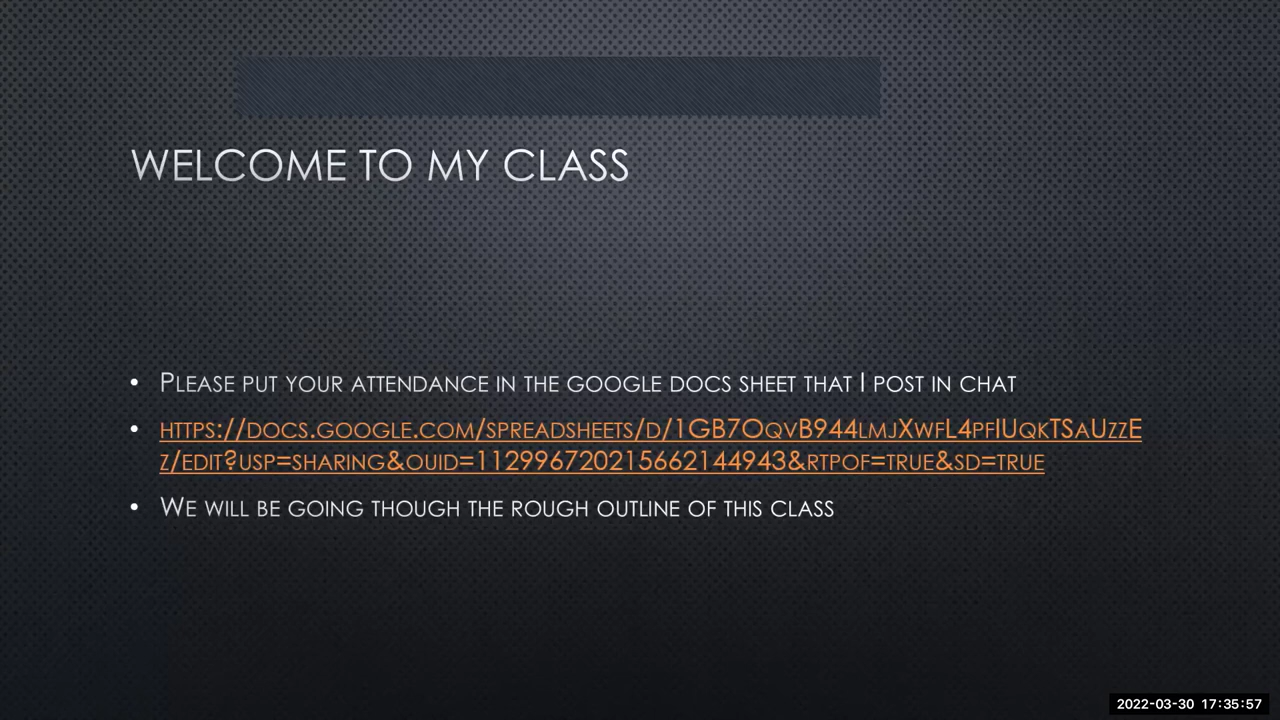 WELCOME TO MY CLASS
• PLEASE PUT YOUR ATTENDANCE IN THE GOOGLE DOCS SHEET THAT I POST IN CHAT
• HTTPS://DOCS.GOOGLE.COM/SPREADSHEETS/D/1GB7OQVB944LMJXWFL4PFIUQKTSAUZZE
Z/EDIT?USP=SHARING&OUID=112996720215662144943&RTPOF=TRUE&SD=TRUE
• WE WILL BE GOING THOUGH THE ROUGH OUTLINE OF THIS CLASS
2022-03-30 17:35:57